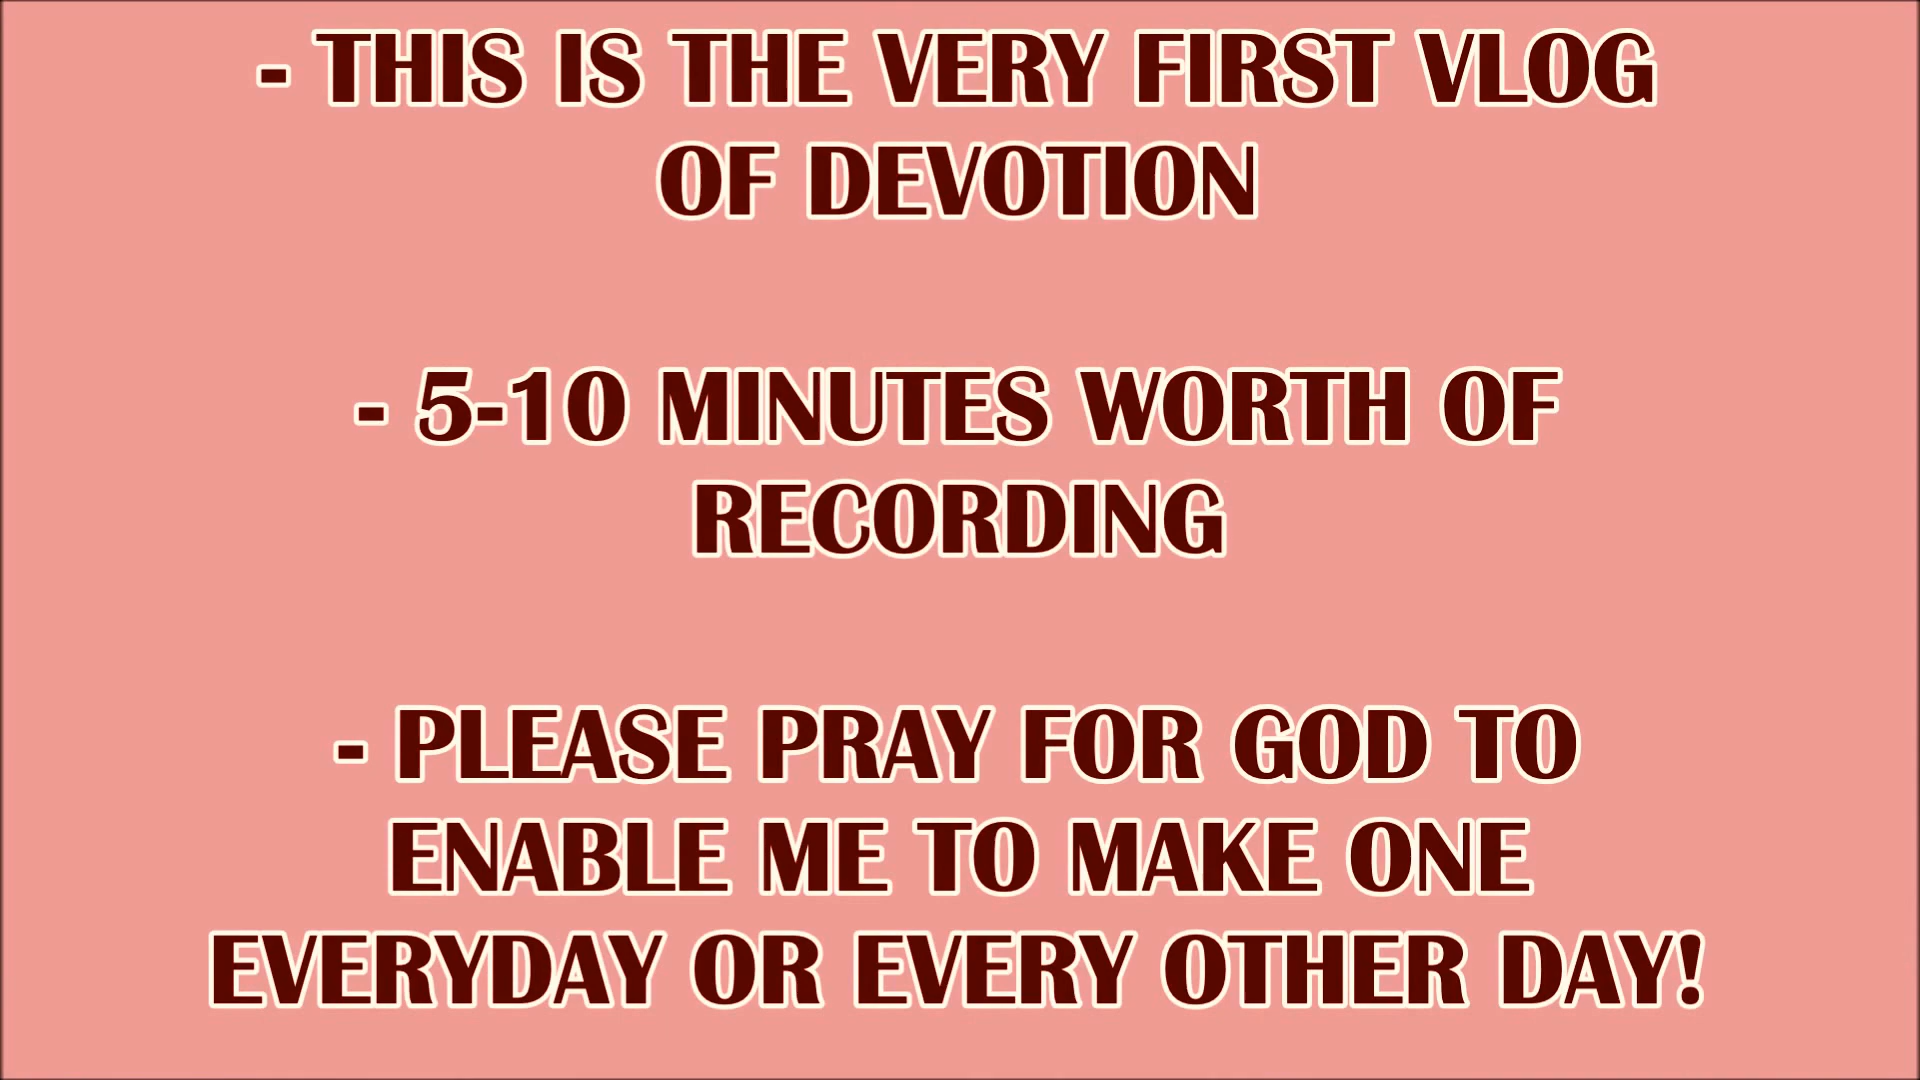 - THIS IS THE VERY FIRST VLOG
OF DEVOTION
- 5-10 MINUTES WORTH OF
RECORDING
- PLEASE PRAY FOR GOD TO
ENABLE ME TO MAKE ONE
EVERYDAY OR EVERY OTHER DAY!